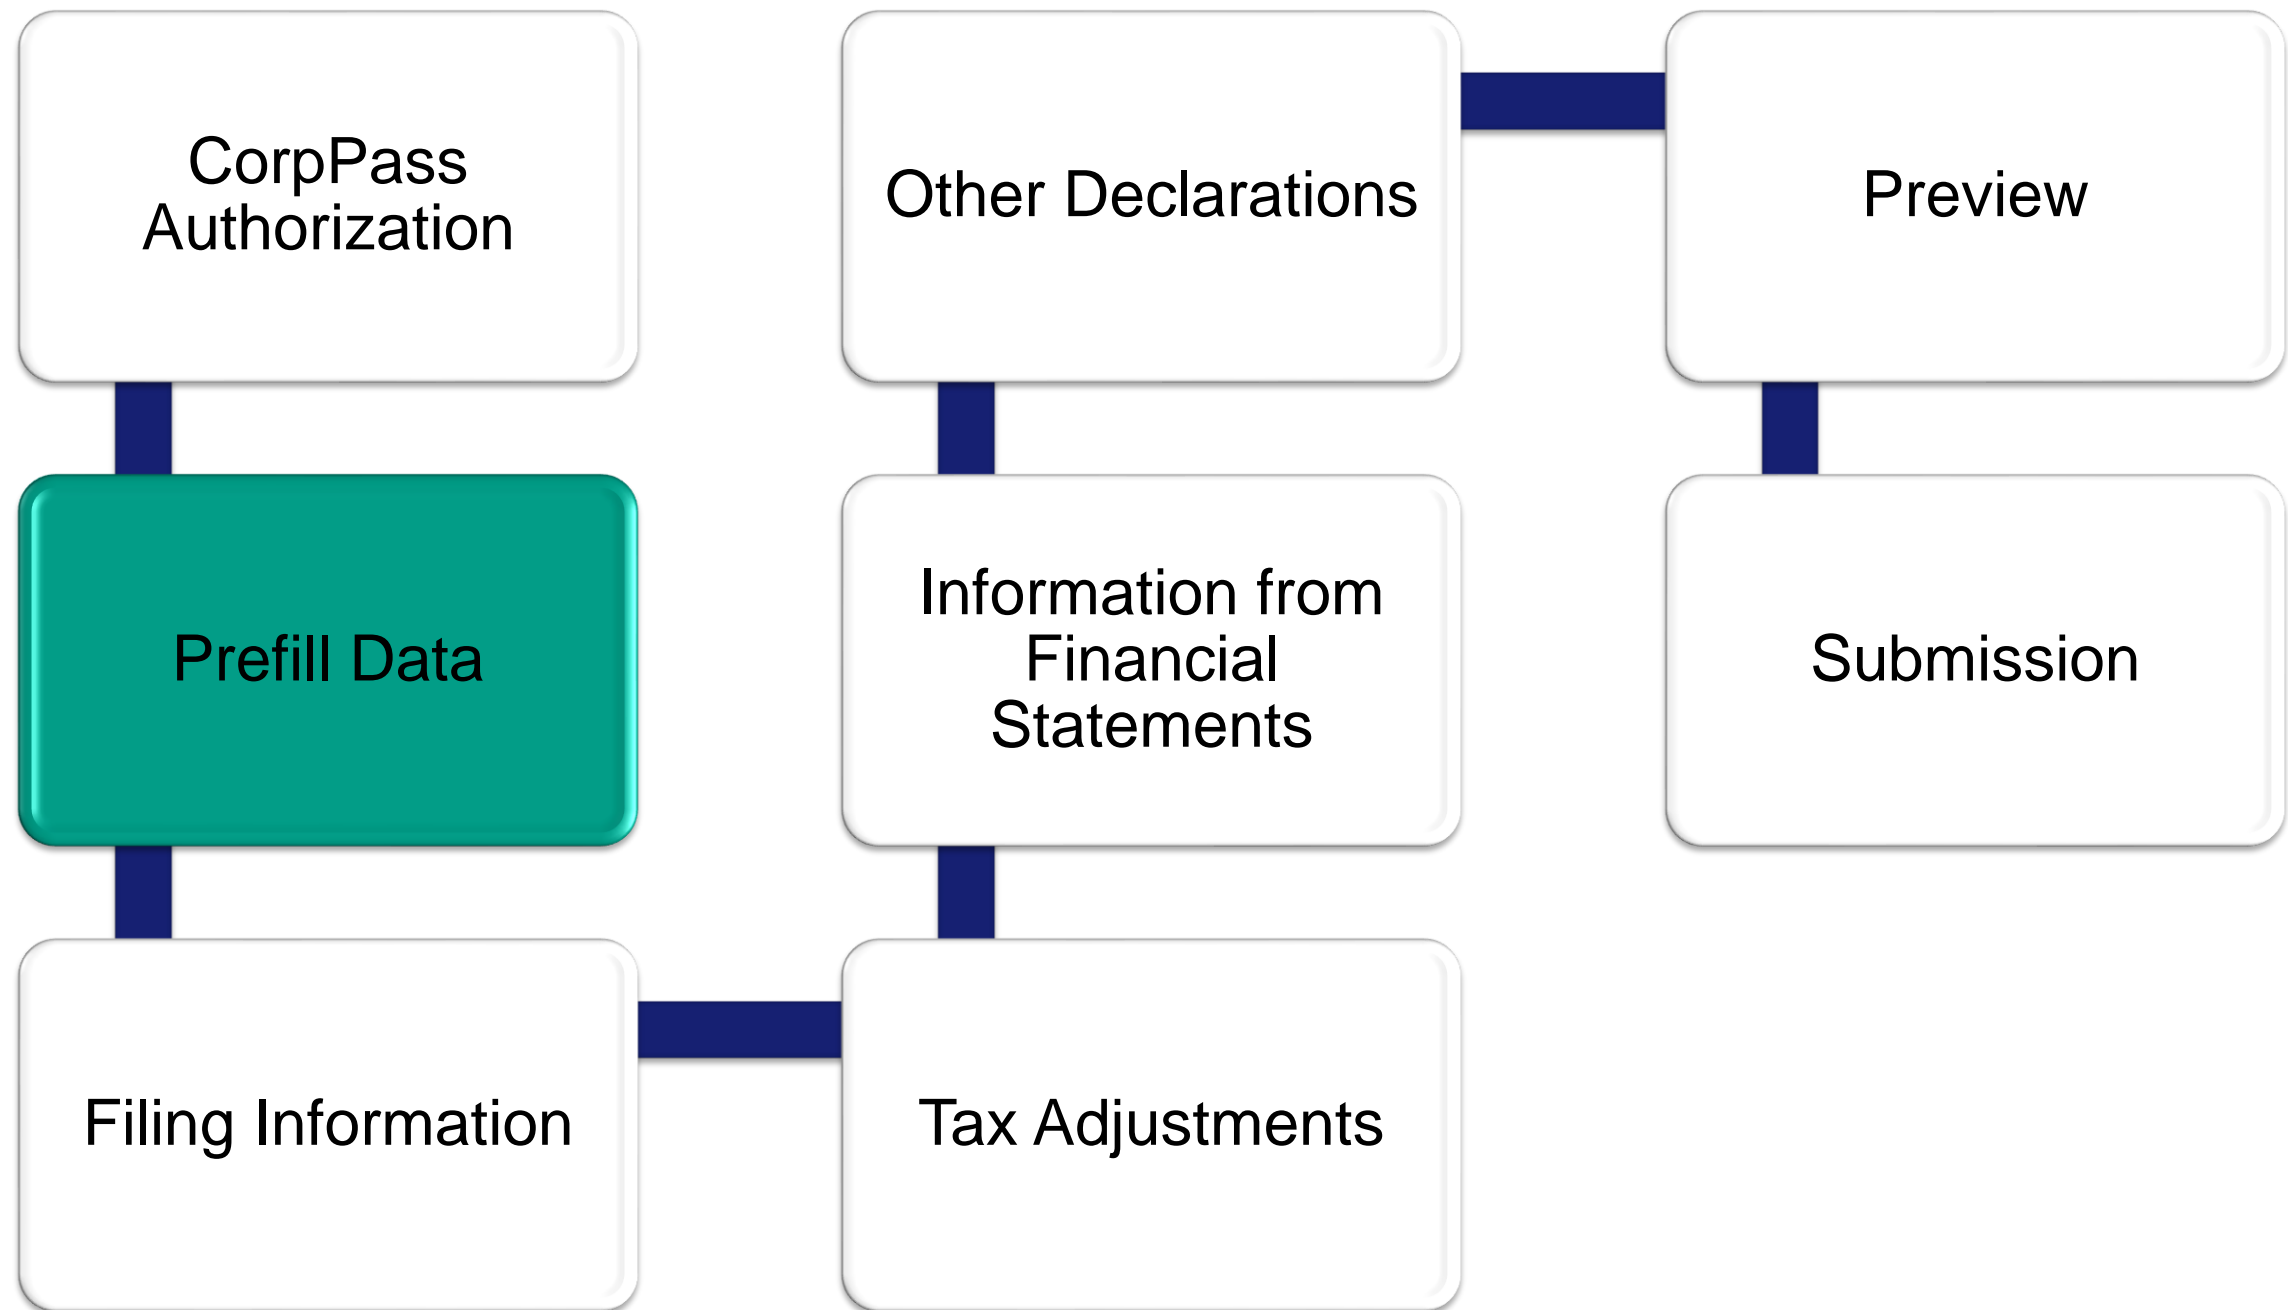 CorpPass
Authorization
Prefill Data
Filing Information
Tax Adjustments
Information from
Financial
Statements
Other Declarations
Preview
Submission